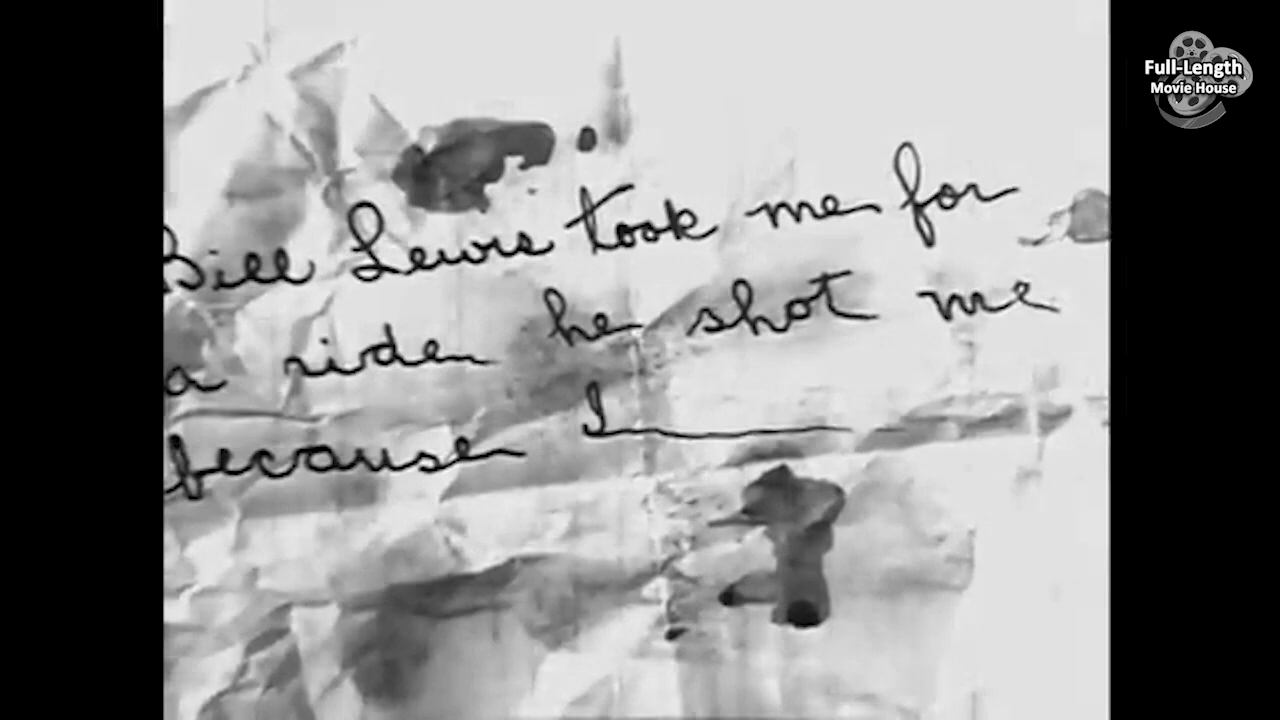 Full-Length
Movie House
Bill Lewis took me for
a ride he shot me
because I